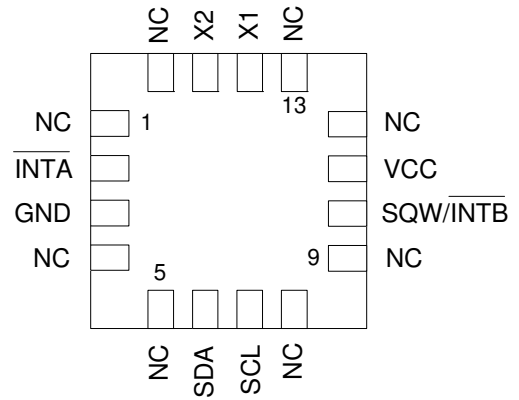 NC X2 X1 NC
13
NC 1 NC
INTA VCC
GND SQW/INTB
NC 9 NC
5
NC SDA SCL NC